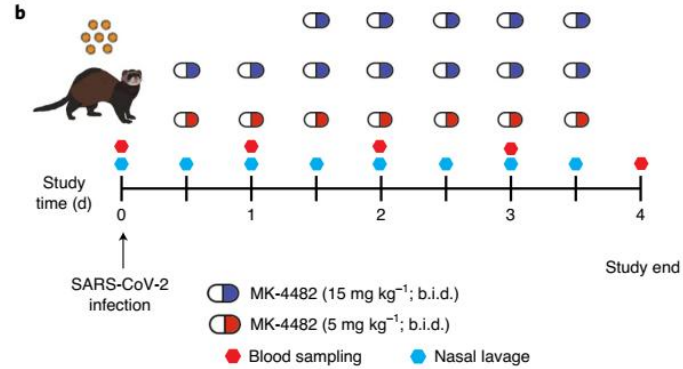 b
Study
time (d)
0
1
2
3
4
SARS-CoV-2
infection
Study end
MK-4482 (15 mg kg⁻¹; b.i.d.)
MK-4482 (5 mg kg⁻¹; b.i.d.)
Blood sampling
Nasal lavage